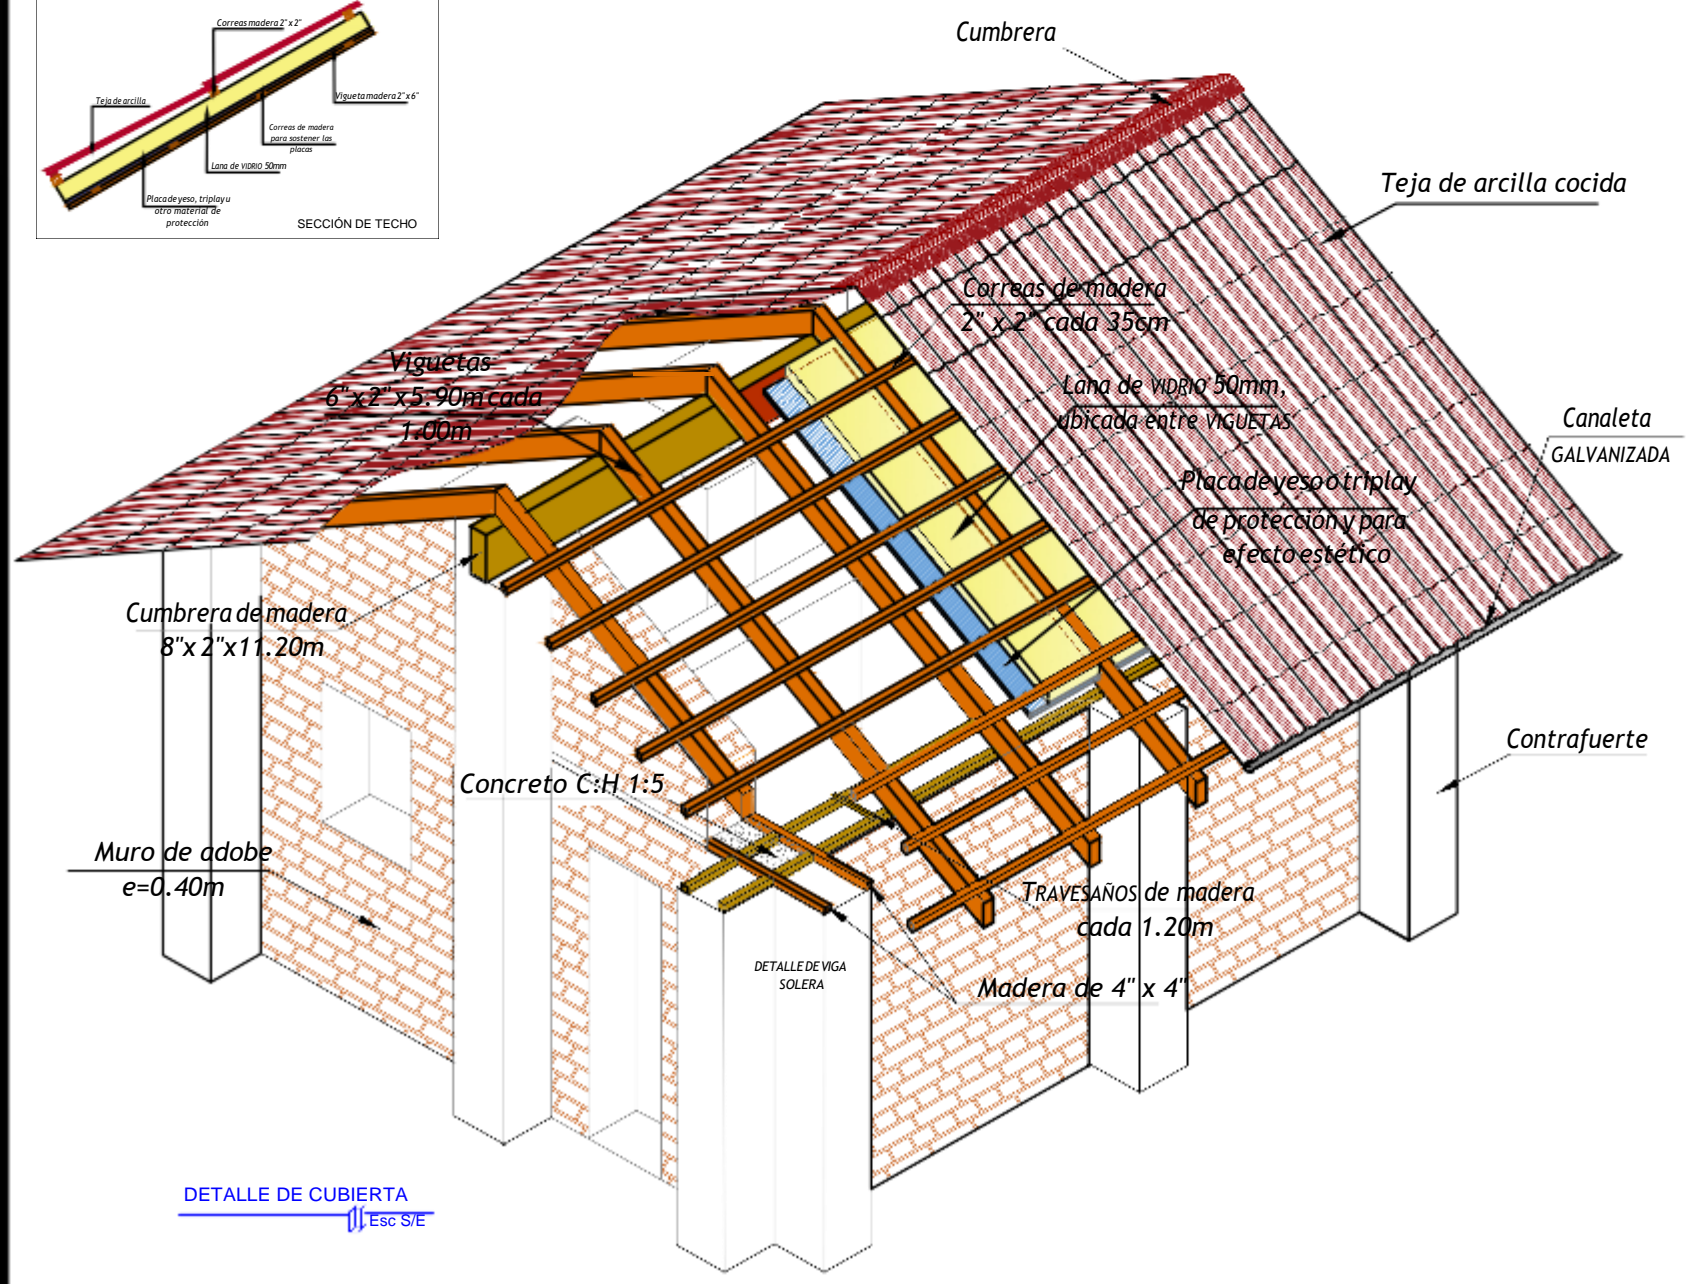 Correas madera 2" x 2"
Teja de arcilla
Vigueta madera 2" x 6"
Correas de madera
para sostener las
placas
Lana de VIDRIO 50mm
Placa de yeso, triplay u
otro material de
protección
SECCIÓN DE TECHO
Cumbrera
Teja de arcilla cocida
Correas de madera
2" x 2" cada 35cm
Viguetas
6" x 2" x 5.90m cada
1.00m
Lana de VIDRIO 50mm,
ubicada entre VIGUETAS
Canaleta
GALVANIZADA
Placa de yeso o triplay
de protección y para
efecto estético
Cumbrera de madera
8"x 2"x11.20m
Contrafuerte
Concreto C:H 1:5
Muro de adobe
e=0.40m
TRAVESAÑOS de madera
cada 1.20m
DETALLE DE VIGA
SOLERA
Madera de 4" x 4"
DETALLE DE CUBIERTA
Esc S/E